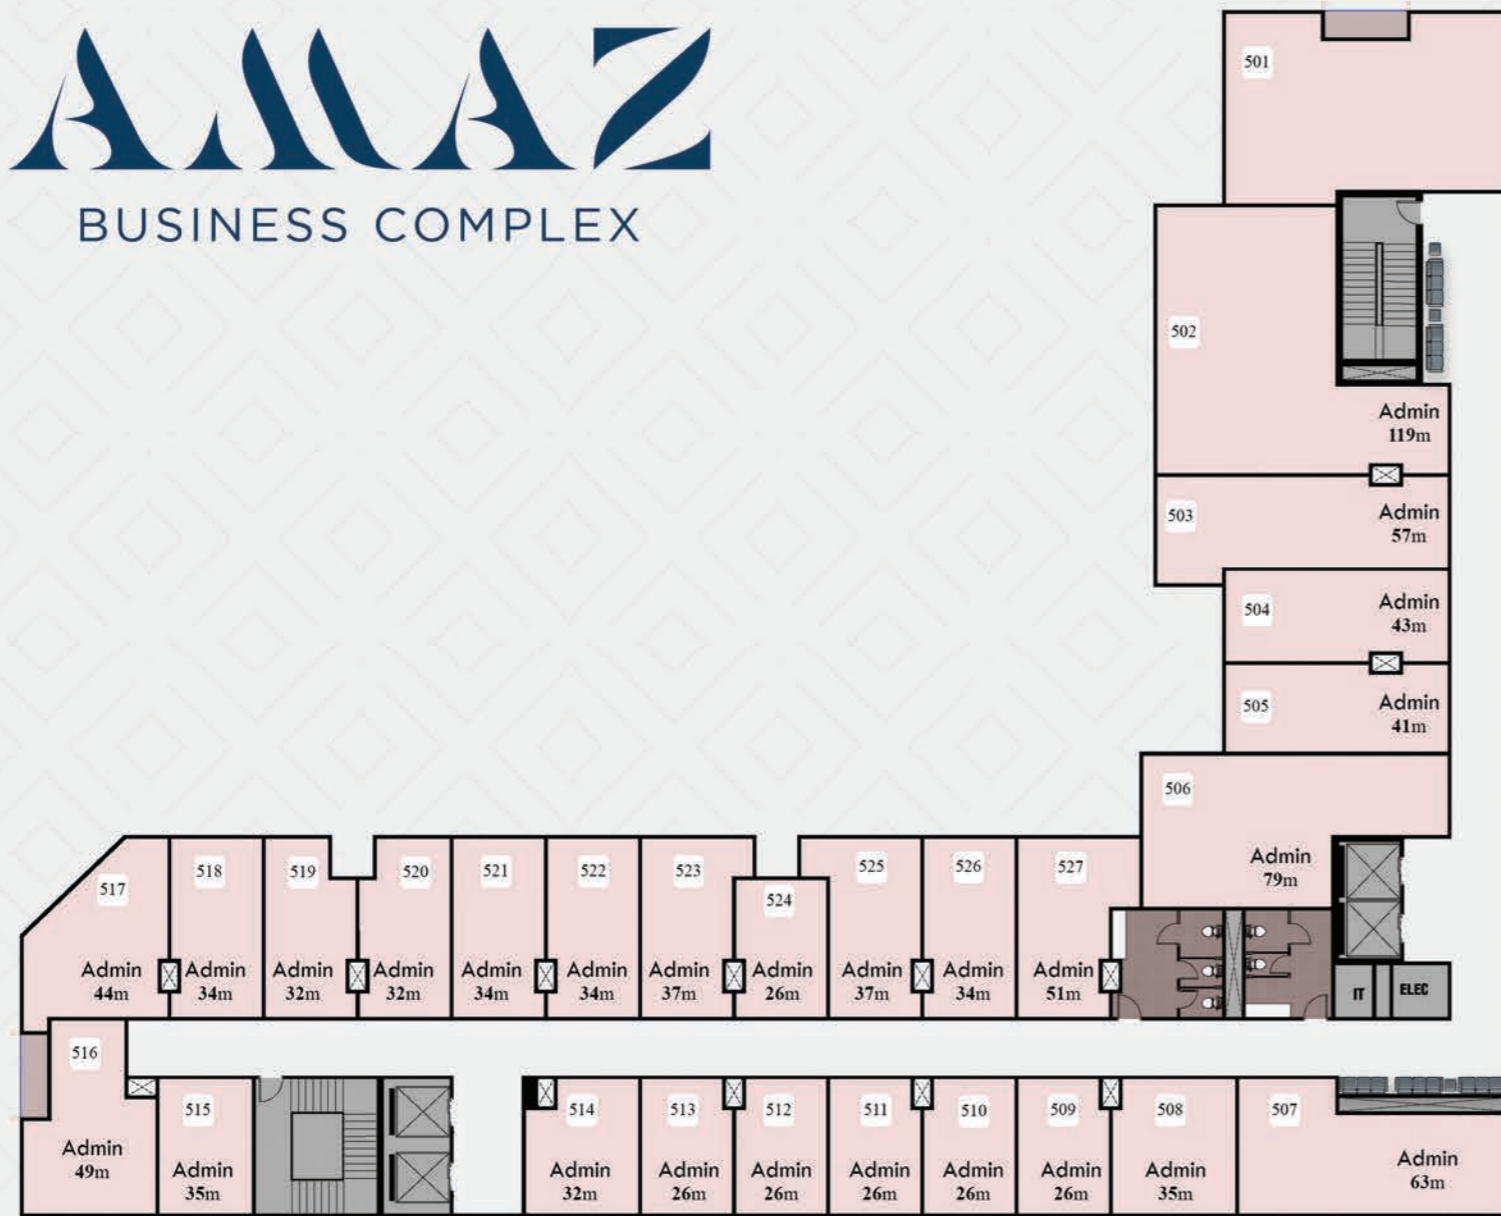 AMAZ
BUSINESS COMPLEX
501
502
Admin
119m
503
Admin
57m
504
Admin
43m
505
Admin
41m
506
Admin
79m
517
Admin
44m
518
Admin
34m
519
Admin
32m
520
Admin
32m
521
Admin
34m
522
Admin
34m
523
Admin
37m
524
Admin
26m
525
Admin
37m
526
Admin
34m
527
Admin
51m
IT
ELEC
516
Admin
49m
515
Admin
35m
514
Admin
32m
513
Admin
26m
512
Admin
26m
511
Admin
26m
510
Admin
26m
509
Admin
26m
508
Admin
35m
507
Admin
63m